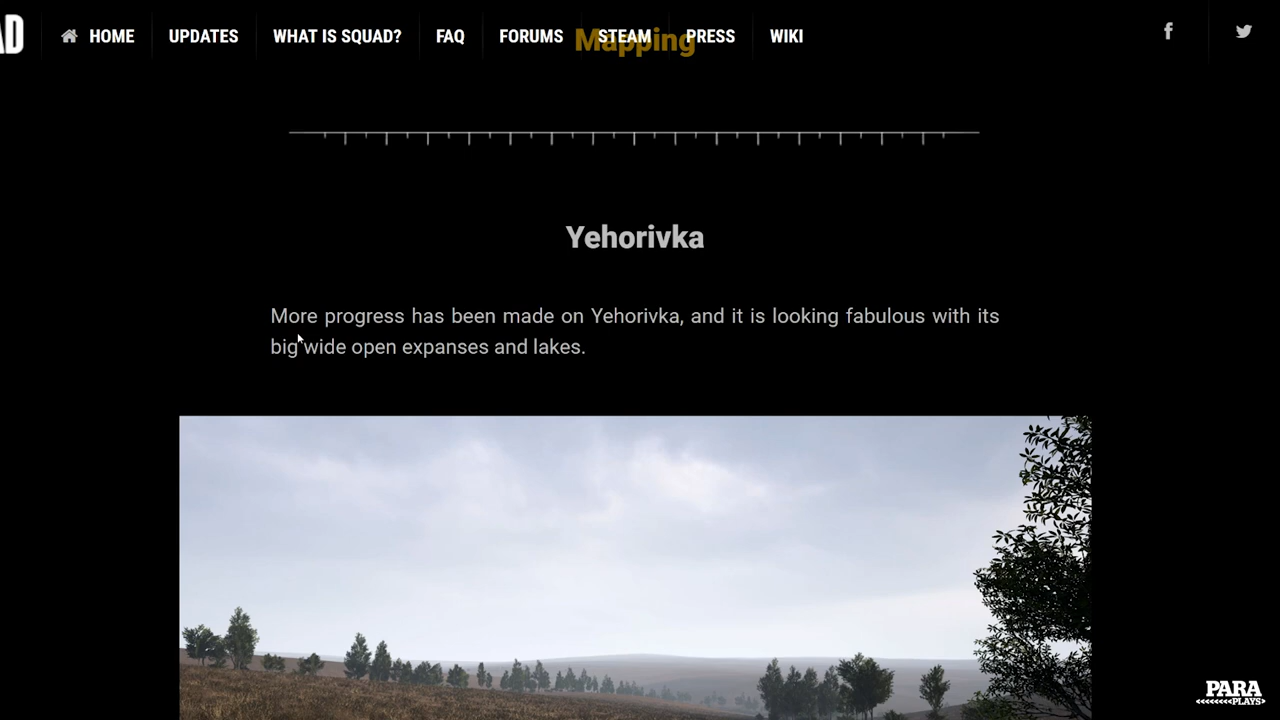 AD
HOME UPDATES WHAT IS SQUAD? FAQ FORUMS STEAM PRESS WIKI
Mapping
Yehorivka
More progress has been made on Yehorivka, and it is looking fabulous with its
big wide open expanses and lakes.
PARA
PLAYS